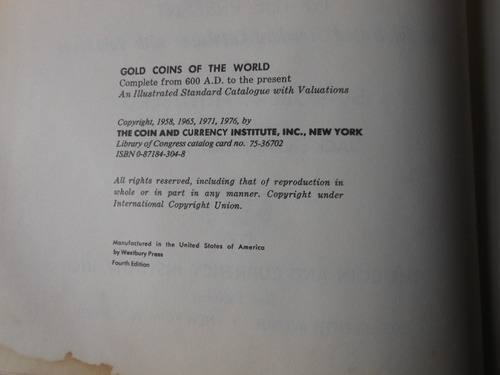 GOLD COINS OF THE WORLD
Complete from 600 A.D. to the present
An Illustrated Standard Catalogue with Valuations
Copyright, 1958, 1965, 1971, 1976, by
THE COIN AND CURRENCY INSTITUTE, INC., NEW YORK
Library of Congress catalog card no. 75-36702
ISBN 0-87184-304-8
All rights reserved, including that of reproduction in
whole or in part in any manner. Copyright under
International Copyright Union.
Manufactured in the United States of America
by Westbury Press
Fourth Edition